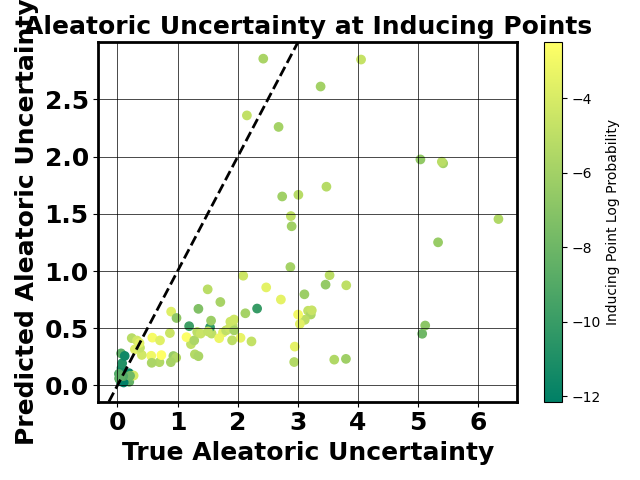 Aleatoric Uncertainty at Inducing Points
Predicted Aleatoric Uncertainty
2.5
2.0
1.5
1.0
0.5
0.0
0 1 2 3 4 5 6
True Aleatoric Uncertainty
−4
−6
−8
−10
−12
Inducing Point Log Probability